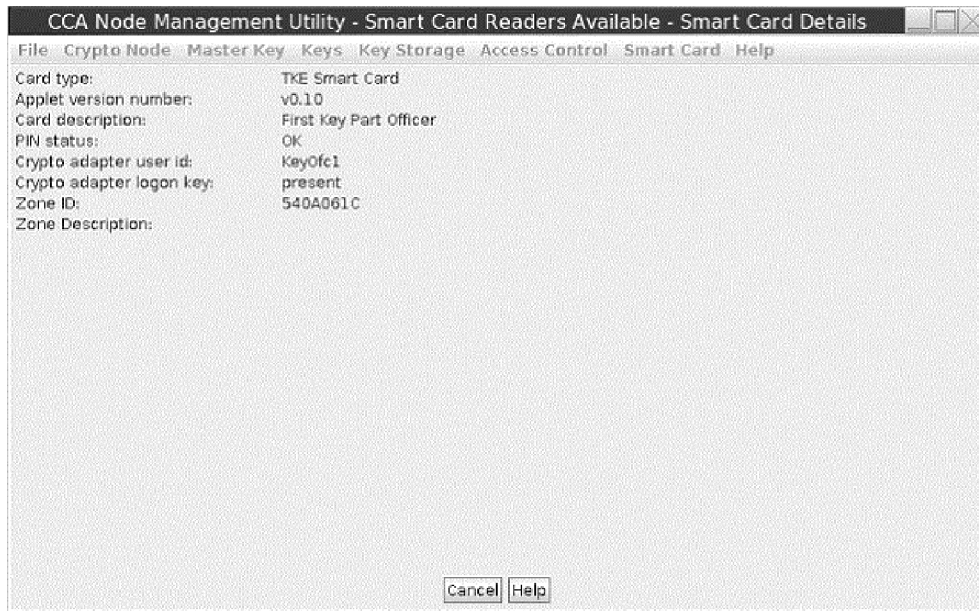 CCA Node Management Utility - Smart Card Readers Available - Smart Card Details
File Crypto Node Master Key Keys Key Storage Access Control Smart Card Help
Card type: TKE Smart Card
Applet version number: v0.10
Card description: First Key Part Officer
PIN status: OK
Crypto adapter user id: KeyOfc1
Crypto adapter logon key: present
Zone ID: 540A061C
Zone Description:
Cancel Help